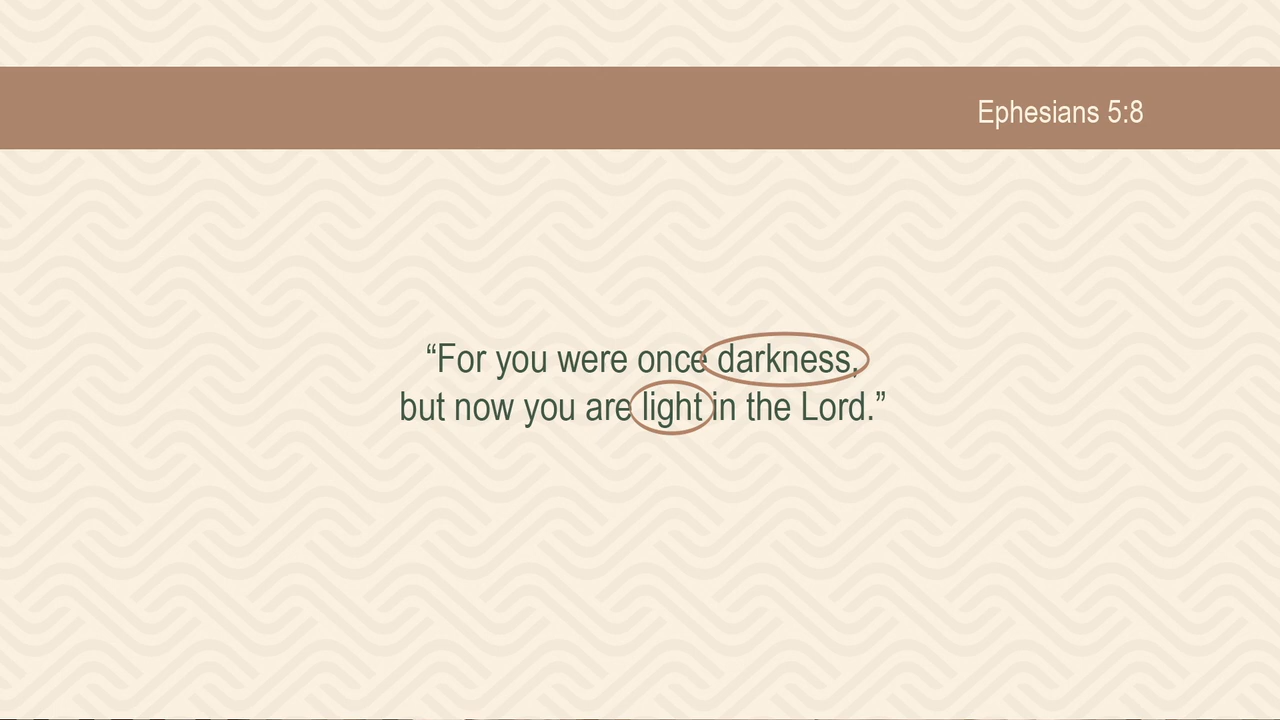 Ephesians 5:8
“For you were once darkness,
but now you are light in the Lord.”